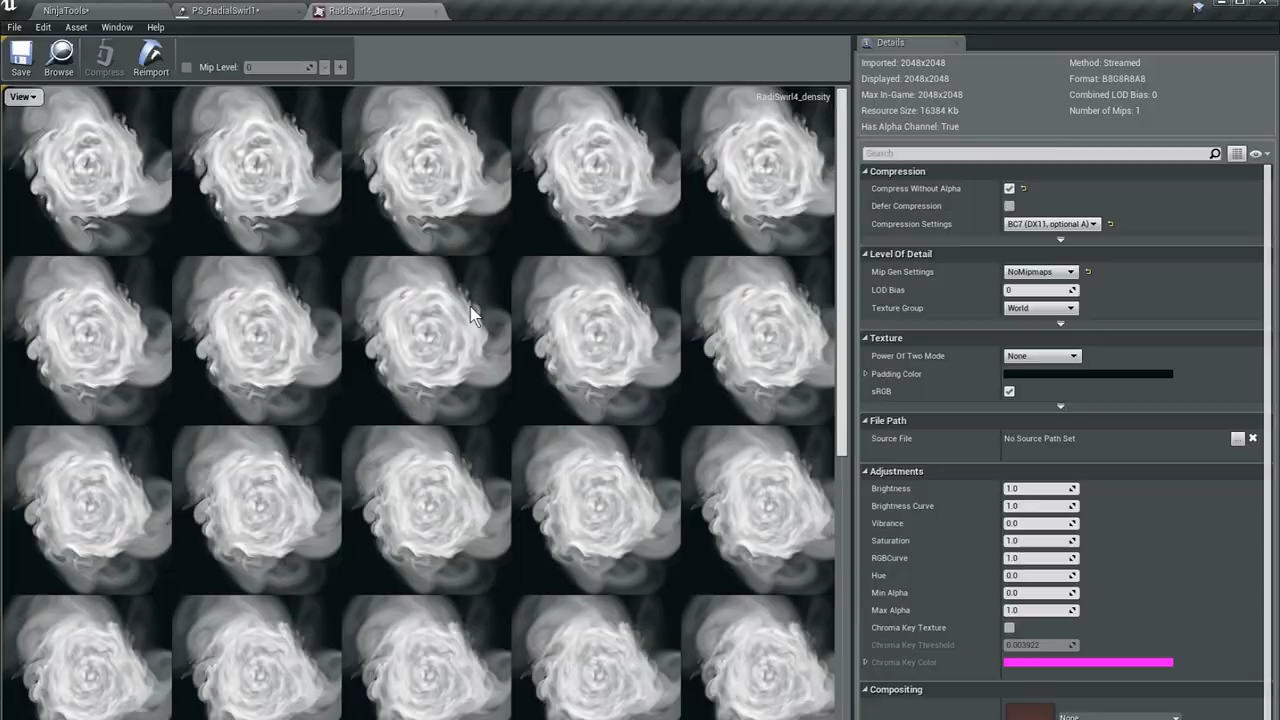 NinjaTools*
PS_RadialSwirl1*
RadiSwirl4_density
File Edit Asset Window Help
Save Browse Compress Reimport
Mip Level: 0 - +
View
RadiSwirl4_density
Details
Imported: 2048x2048 Method: Streamed
Displayed: 2048x2048 Format: B8G8R8A8
Max In-Game: 2048x2048 Combined LOD Bias: 0
Resource Size: 16384 Kb Number of Mips: 1
Has Alpha Channel: True
Search
Compression
Compress Without Alpha
Defer Compression
Compression Settings BC7 (DX11, optional A)
Level Of Detail
Mip Gen Settings NoMipmaps
LOD Bias 0
Texture Group World
Texture
Power Of Two Mode None
Padding Color
sRGB
File Path
Source File No Source Path Set ...
Adjustments
Brightness 1.0
Brightness Curve 1.0
Vibrance 0.0
Saturation 1.0
RGBCurve 1.0
Hue 0.0
Min Alpha 0.0
Max Alpha 1.0
Chroma Key Texture
Chroma Key Threshold 0.003922
Chroma Key Color
Compositing
None